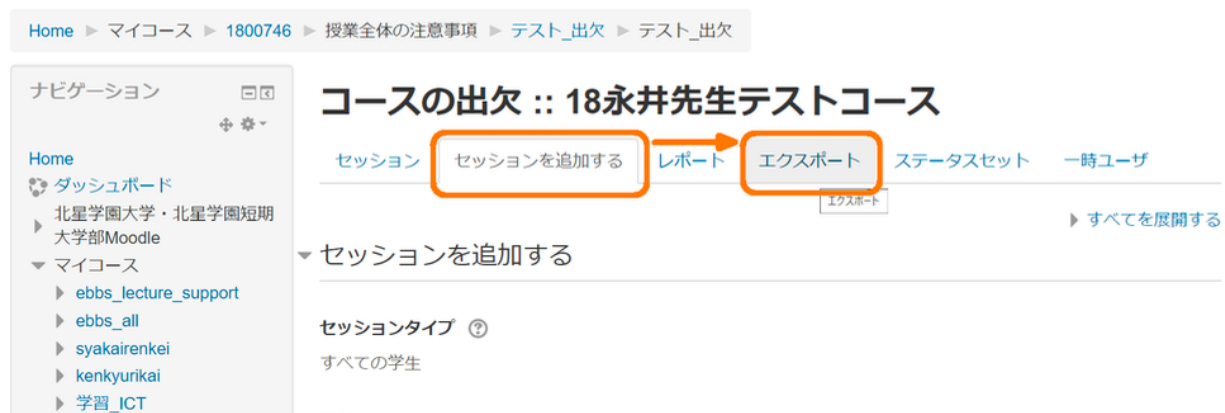 Home ▶ マイコース ▶ 1800746 ▶ 授業全体の注意事項 ▶ テスト_出欠 ▶ テスト_出欠
ナビゲーション
Home
ダッシュボード
北星学園大学・北星学園短期
大学部Moodle
マイコース
ebbs_lecture_support
ebbs_all
syakairenkei
kenkyurikai
学習_ICT
コースの出欠 :: 18永井先生テストコース
セッション セッションを追加する レポート エクスポート ステータスセット 一時ユーザ
エクスポート
すべてを展開する
セッションを追加する
セッションタイプ
すべての学生